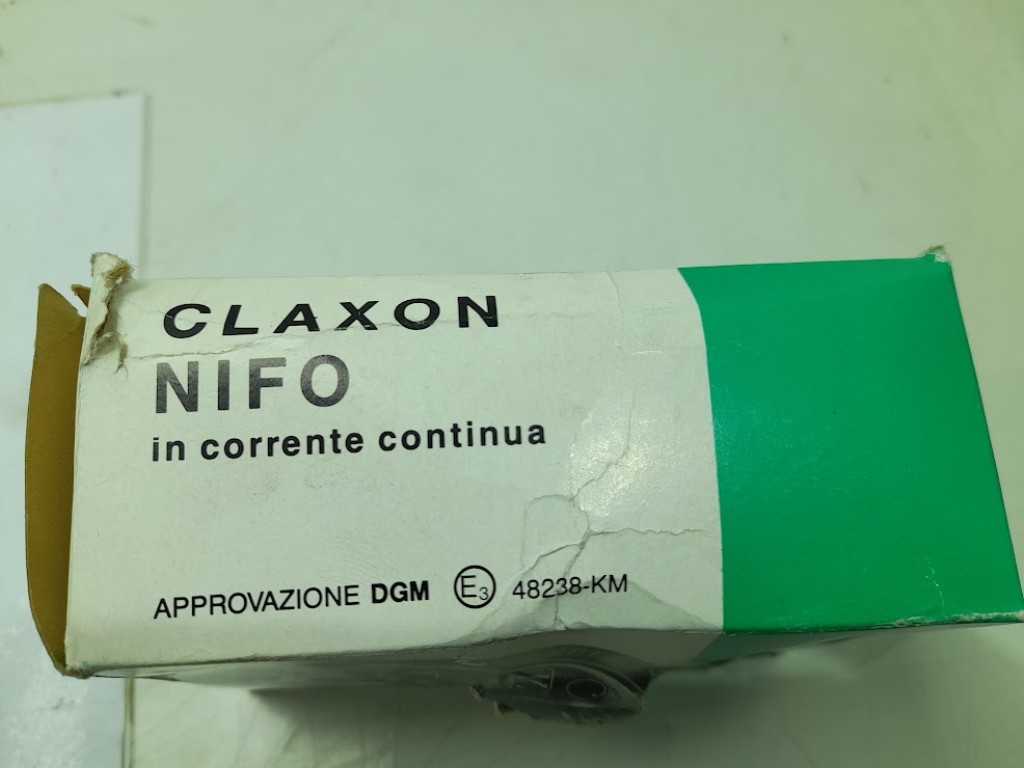 CLAXON
NIFO
in corrente continua
APPROVAZIONE DGM E3 48238-KM